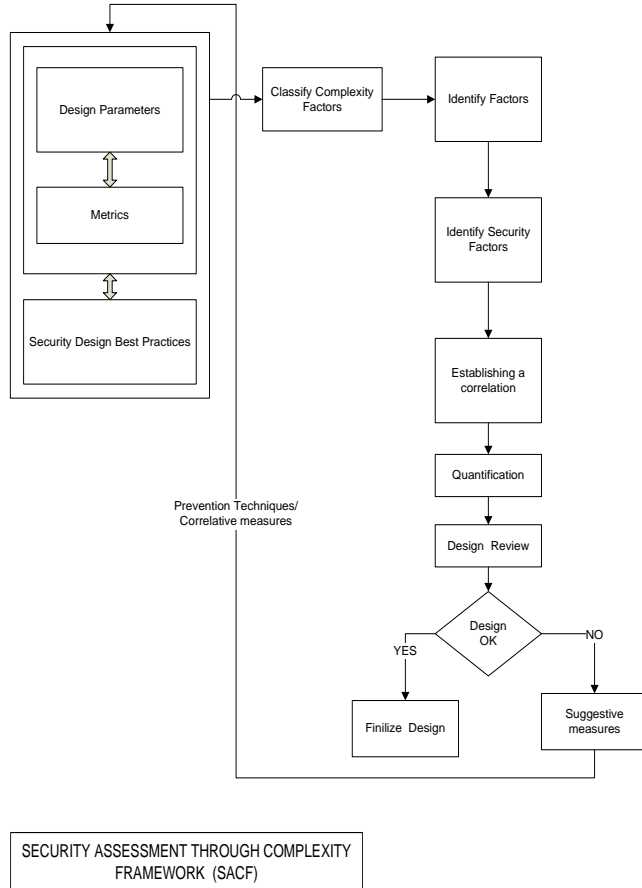 Design Parameters
Metrics
Security Design Best Practices
Classify Complexity
Factors
Identify Factors
Identify Security
Factors
Establishing a
correlation
Quantification
Design Review
Design
OK
YES
NO
Finilize Design
Suggestive
measures
Prevention Techniques/
Correlative measures
SECURITY ASSESSMENT THROUGH COMPLEXITY
FRAMEWORK (SACF)